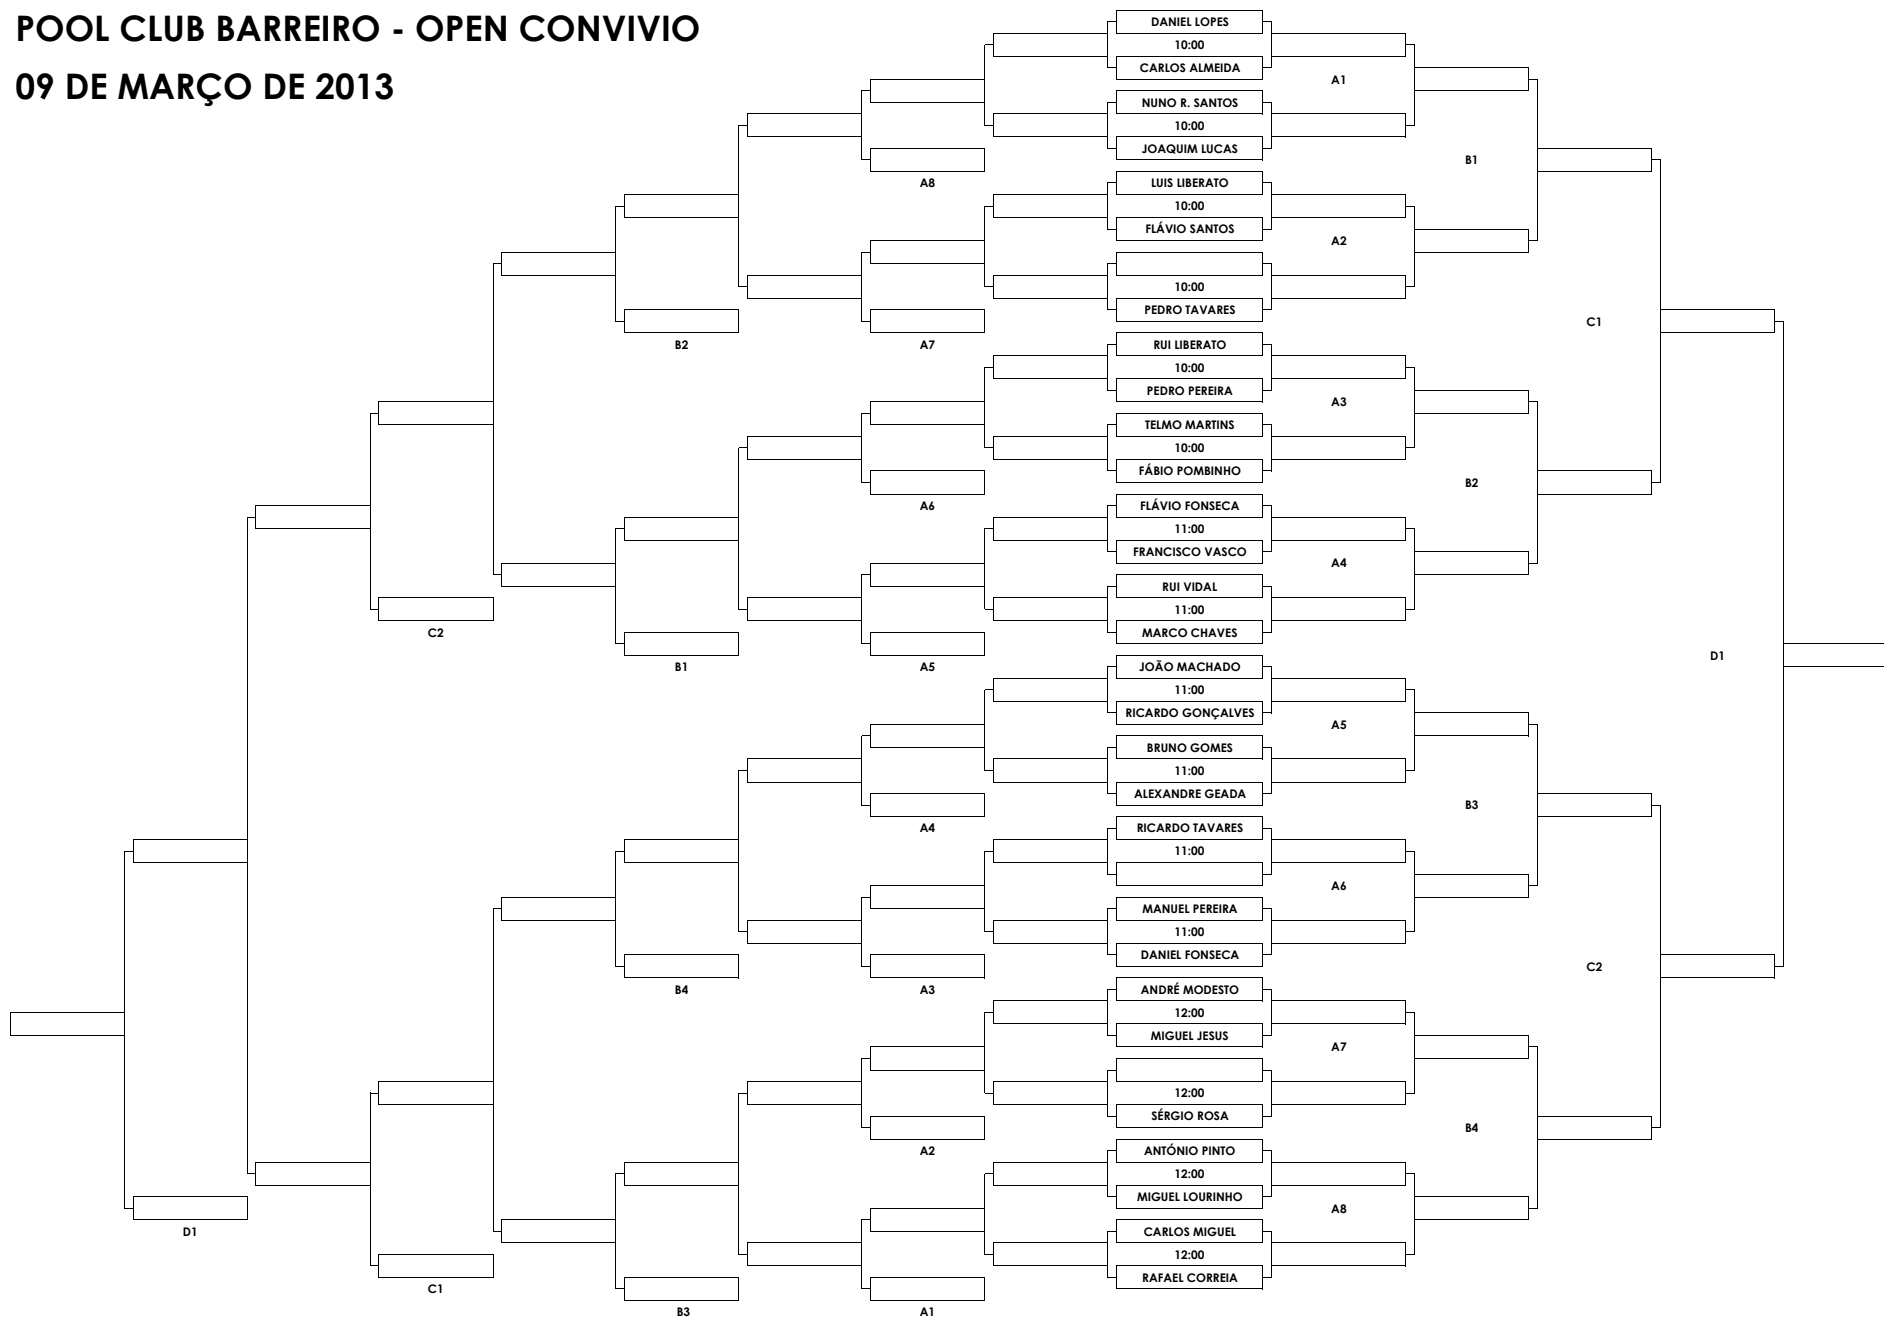 POOL CLUB BARREIRO - OPEN CONVIVIO
09 DE MARÇO DE 2013
DANIEL LOPES
10:00
CARLOS ALMEIDA
A1
NUNO R. SANTOS
10:00
JOAQUIM LUCAS
B1
A8
LUIS LIBERATO
10:00
FLÁVIO SANTOS
A2
10:00
PEDRO TAVARES
C1
B2
A7
RUI LIBERATO
10:00
PEDRO PEREIRA
A3
TELMO MARTINS
10:00
FÁBIO POMBINHO
B2
A6
FLÁVIO FONSECA
11:00
FRANCISCO VASCO
A4
RUI VIDAL
11:00
MARCO CHAVES
C2
B1
A5
D1
JOÃO MACHADO
11:00
RICARDO GONÇALVES
A5
BRUNO GOMES
11:00
ALEXANDRE GEADA
B3
A4
RICARDO TAVARES
11:00
A6
MANUEL PEREIRA
11:00
DANIEL FONSECA
C2
B4
A3
ANDRÉ MODESTO
12:00
MIGUEL JESUS
A7
12:00
SÉRGIO ROSA
B4
A2
ANTÓNIO PINTO
12:00
MIGUEL LOURINHO
A8
D1
CARLOS MIGUEL
12:00
RAFAEL CORREIA
C1
B3
A1